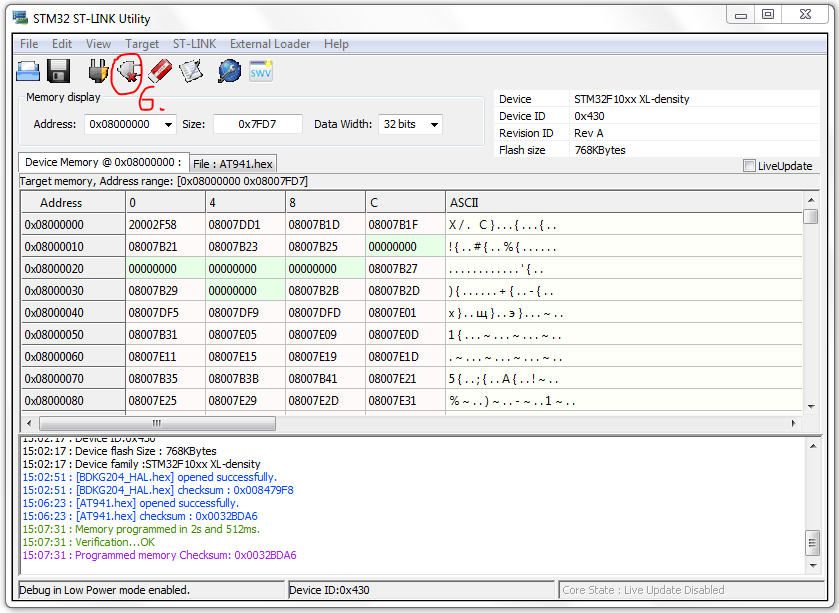 STM32 ST-LINK Utility
File Edit View Target ST-LINK External Loader Help
SWV
6.
Memory display
Address: 0x08000000 Size: 0x7FD7 Data Width: 32 bits
Device STM32F10xx XL-density
Device ID 0x430
Revision ID Rev A
Flash size 768KBytes
LiveUpdate
Device Memory @ 0x08000000 : File : AT941.hex
Target memory, Address range: [0x08000000 0x08007FD7]
Address 0 4 8 C ASCII
0x08000000 20002F58 08007DD1 08007B1D 08007B1F X/. С}...{...{..
0x08000010 08007B21 08007B23 08007B25 00000000 !{..#{..%{......
0x08000020 00000000 00000000 00000000 08007B27 ............'{..
0x08000030 08007B29 00000000 08007B2B 08007B2D ){......+{..-{..
0x08000040 08007DF5 08007DF9 08007DFD 08007E01 х}..щ}..э}...~..
0x08000050 08007B31 08007E05 08007E09 08007E0D 1{...~...~...~..
0x08000060 08007E11 08007E15 08007E19 08007E1D .~...~...~...~..
0x08000070 08007B35 08007B3B 08007B41 08007E21 5{..;{..A{..!~..
0x08000080 08007E25 08007E29 08007E2D 08007E31 %~..)~..-~..1~..
15:02:17 : Device ID:0x430
15:02:17 : Device flash Size : 768KBytes
15:02:17 : Device family :STM32F10xx XL-density
15:02:51 : [BDKG204_HAL.hex] opened successfully.
15:02:51 : [BDKG204_HAL.hex] checksum : 0x008479F8
15:06:23 : [AT941.hex] opened successfully.
15:06:23 : [AT941.hex] checksum : 0x0032BDA6
15:07:31 : Memory programmed in 2s and 512ms.
15:07:31 : Verification...OK
15:07:31 : Programmed memory Checksum: 0x0032BDA6
Debug in Low Power mode enabled. Device ID:0x430 Core State : Live Update Disabled